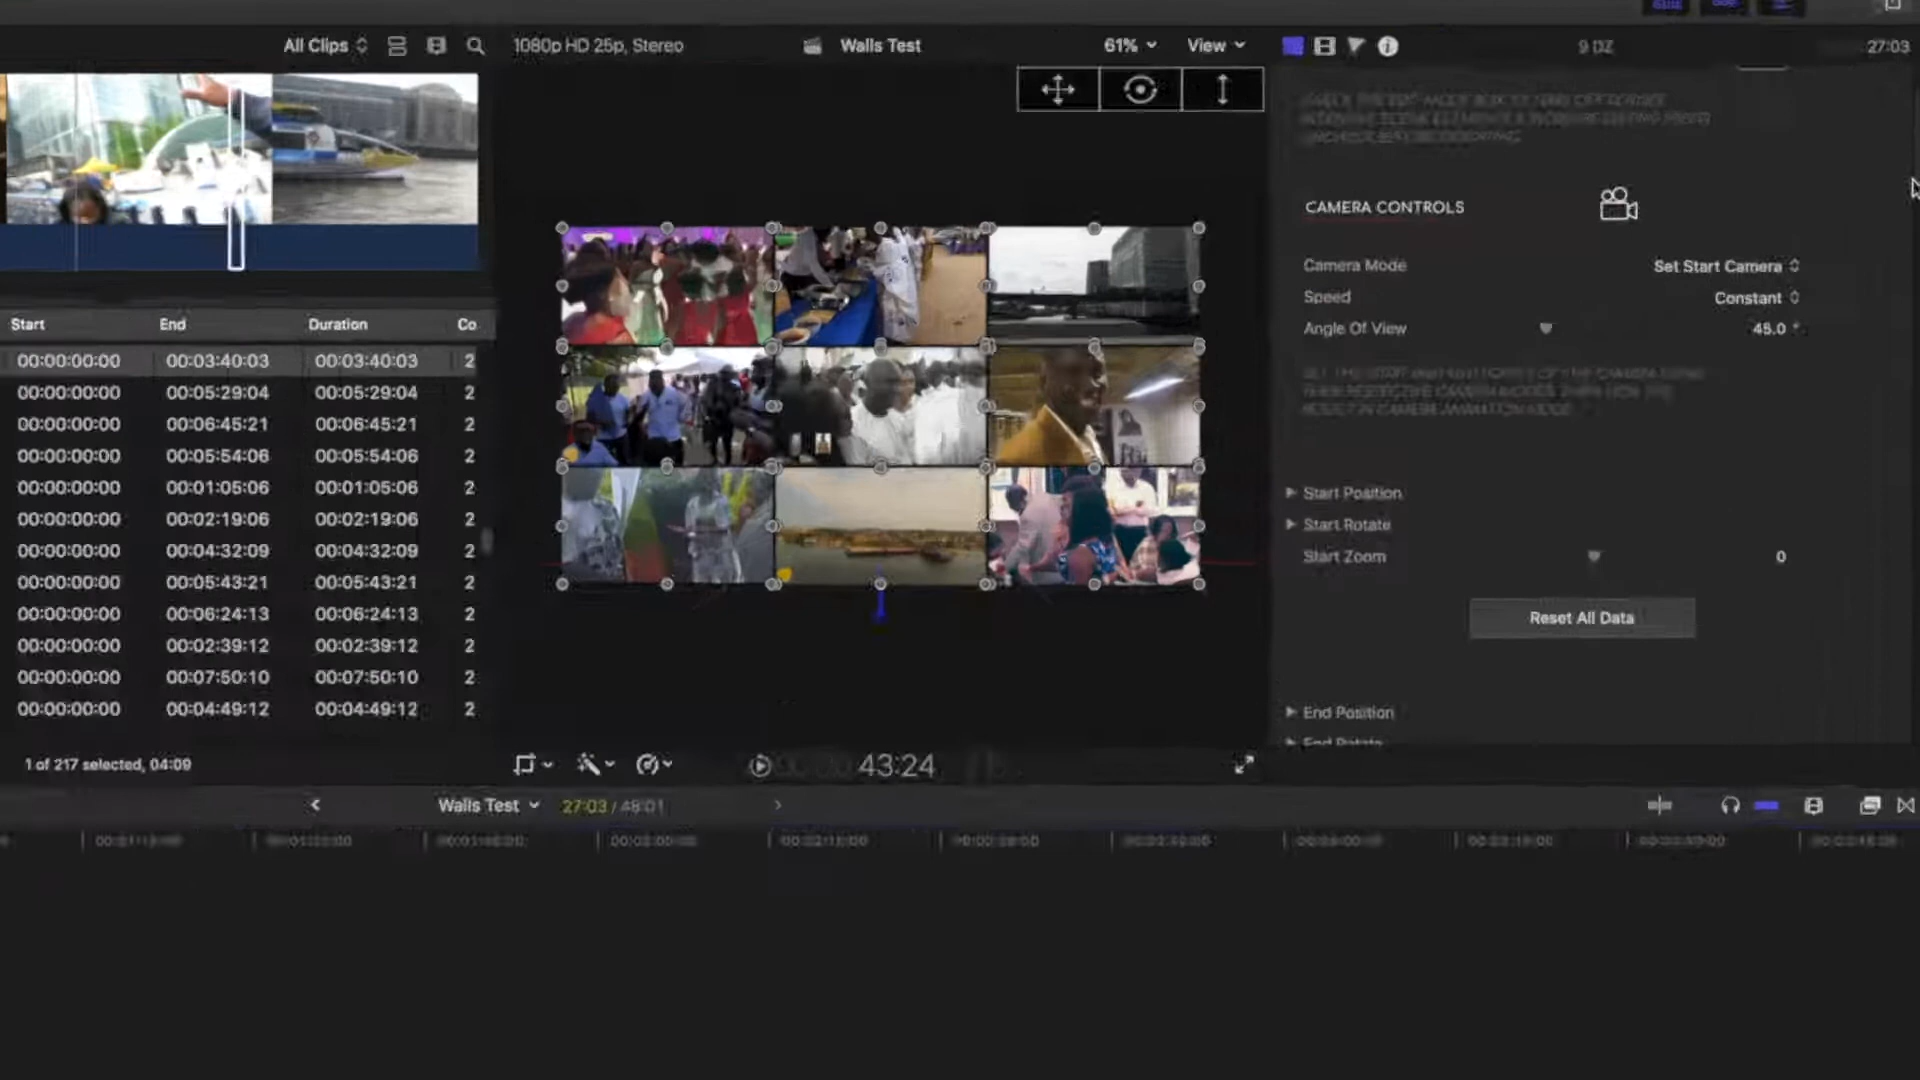 All Clips
1080p HD 25p, Stereo
Walls Test
61%
View
27:03
CAMERA CONTROLS
Camera Mode
Set Start Camera
Speed
Constant
Angle Of View
45.0 °
Start Position
Start Rotate
Start Zoom
0
Reset All Data
End Position
End Rotate
Start End Duration Co
00:00:00:00 00:03:40:03 00:03:40:03 2
00:00:00:00 00:05:29:04 00:05:29:04 2
00:00:00:00 00:06:45:21 00:06:45:21 2
00:00:00:00 00:05:54:06 00:05:54:06 2
00:00:00:00 00:01:05:06 00:01:05:06 2
00:00:00:00 00:02:19:06 00:02:19:06 2
00:00:00:00 00:04:32:09 00:04:32:09 2
00:00:00:00 00:05:43:21 00:05:43:21 2
00:00:00:00 00:06:24:13 00:06:24:13 2
00:00:00:00 00:02:39:12 00:02:39:12 2
00:00:00:00 00:07:50:10 00:07:50:10 2
00:00:00:00 00:04:49:12 00:04:49:12 2
1 of 217 selected, 04:09
43:24
Walls Test
27:03 / 48:01